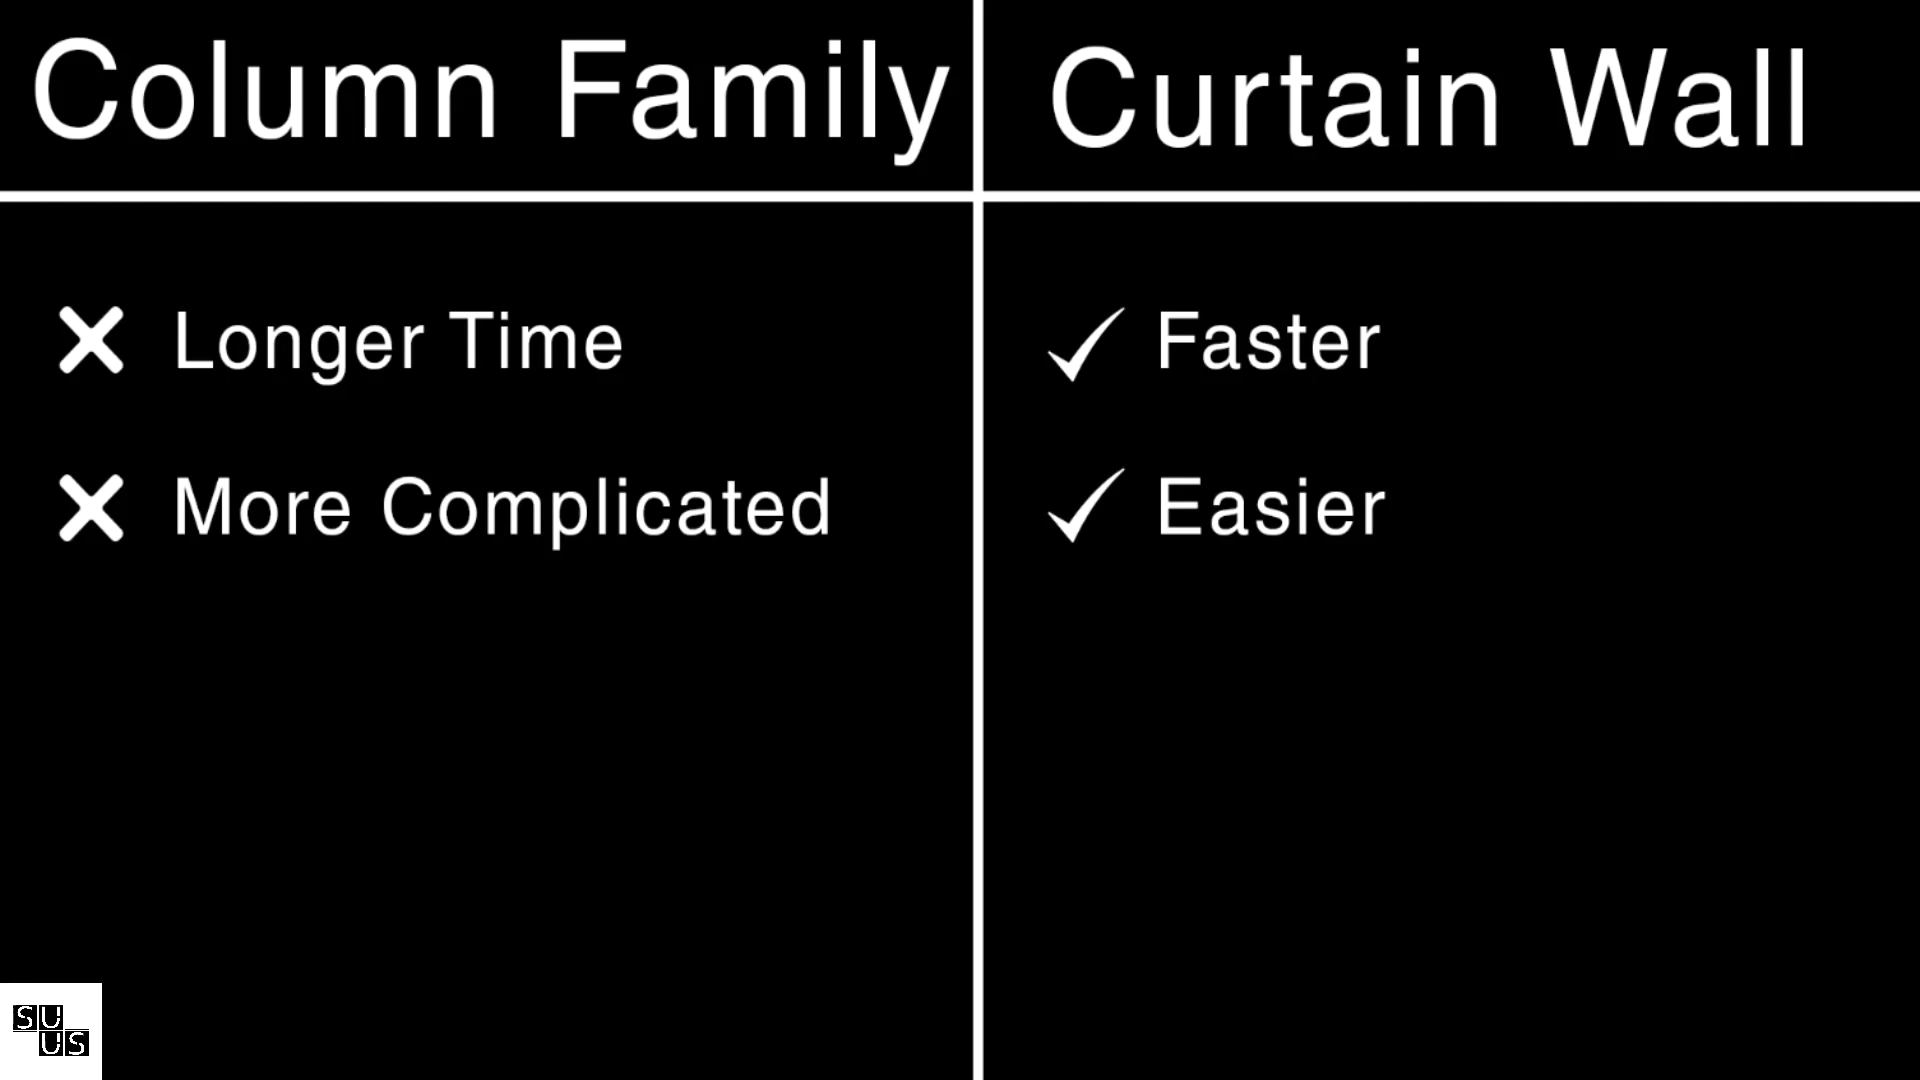 Column Family
Curtain Wall
Longer Time
Faster
More Complicated
Easier
SU
US